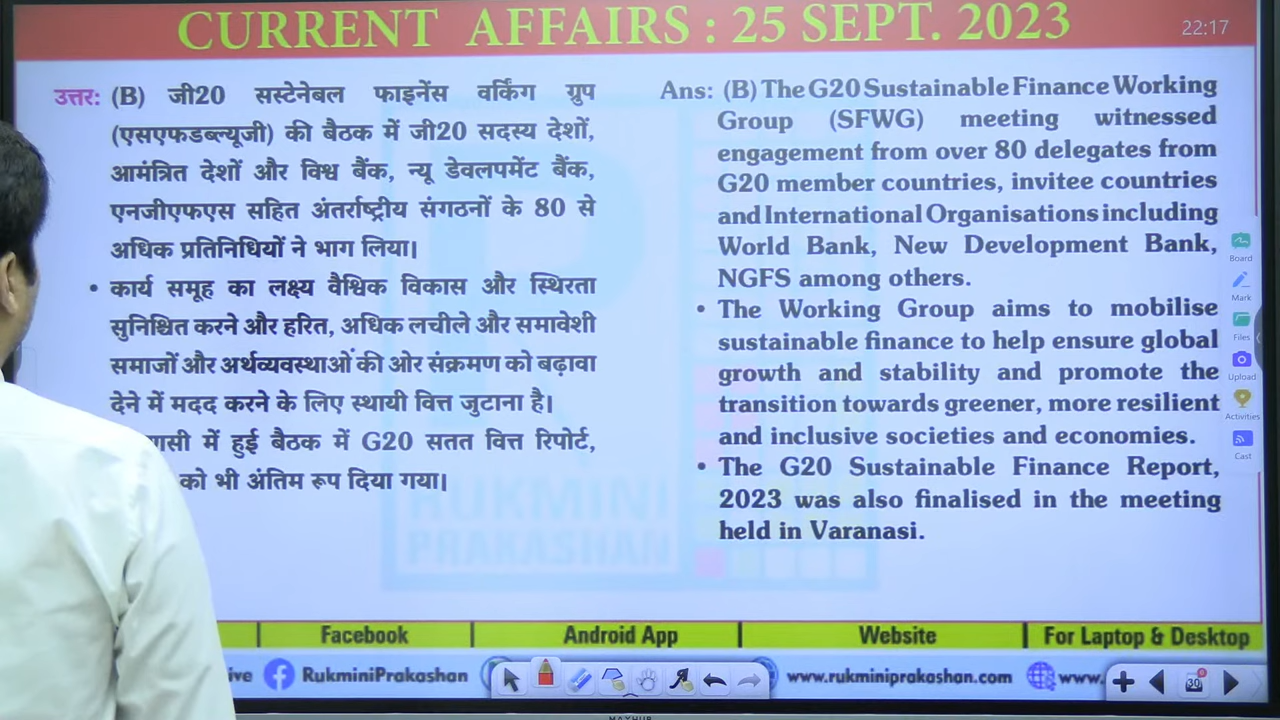 CURRENT AFFAIRS : 25 SEPT. 2023
22:17
उत्तर: (B) जी20 सस्टेनेबल फाइनेंस वर्किंग ग्रुप
(एसएफडब्ल्यूजी) की बैठक में जी20 सदस्य देशों,
आमंत्रित देशों और विश्व बैंक, न्यू डेवलपमेंट बैंक,
एनजीएफएस सहित अंतर्राष्ट्रीय संगठनों के 80 से
अधिक प्रतिनिधियों ने भाग लिया।
• कार्य समूह का लक्ष्य वैश्विक विकास और स्थिरता
सुनिश्चित करने और हरित, अधिक लचीले और समावेशी
समाजों और अर्थव्यवस्थाओं की ओर संक्रमण को बढ़ावा
देने में मदद करने के लिए स्थायी वित्त जुटाना है।
में हुई बैठक में G20 सतत वित्त रिपोर्ट,
को भी अंतिम रूप दिया गया।
Ans: (B) The G20 Sustainable Finance Working
Group (SFWG) meeting witnessed
engagement from over 80 delegates from
G20 member countries, invitee countries
and International Organisations including
World Bank, New Development Bank,
NGFS among others.
• The Working Group aims to mobilise
sustainable finance to help ensure global
growth and stability and promote the
transition towards greener, more resilient
and inclusive societies and economies.
• The G20 Sustainable Finance Report,
2023 was also finalised in the meeting
held in Varanasi.
RUKMINI
PRAKASHAN
Board
Mark
Files
Upload
Activities
Cast
Facebook
Android App
Website
For Laptop & Desktop
RukminiPrakashan
www.rukminiprakashan.com
www.
30
MAXHUB